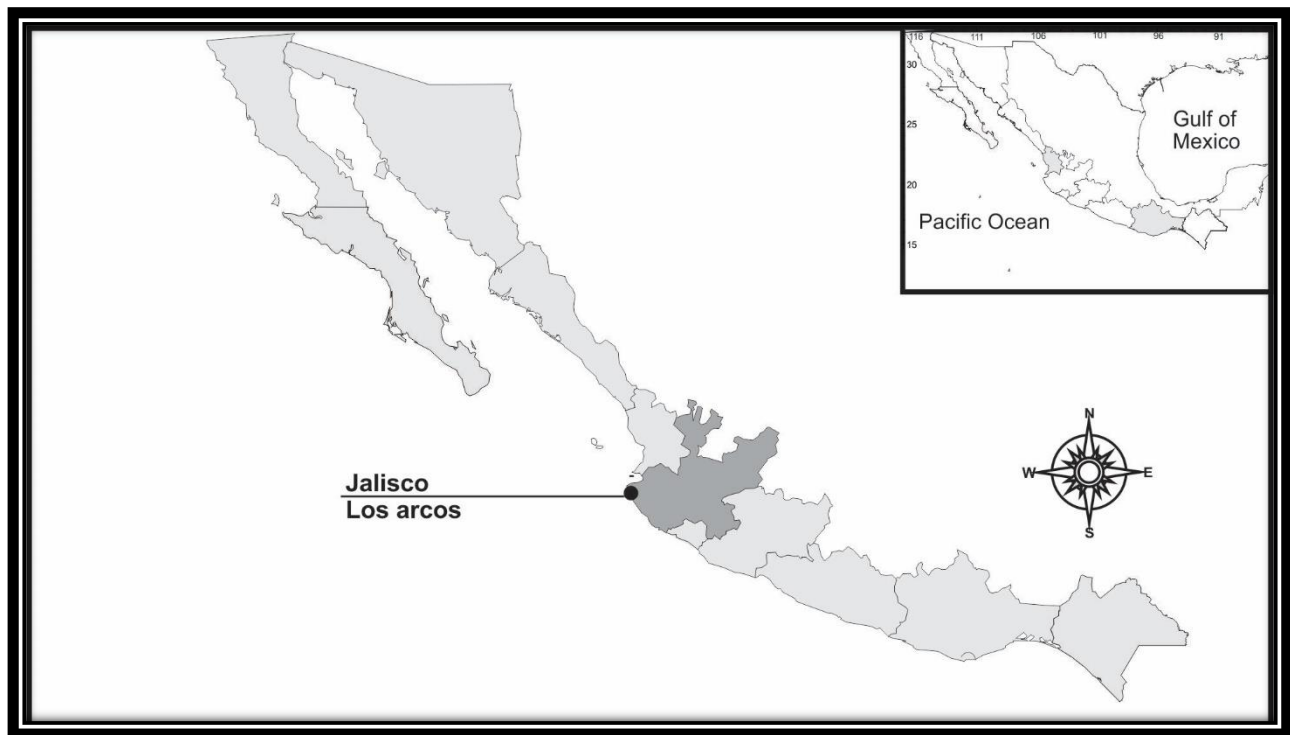 116 111 106 101 96 91
30
25
20
15
Gulf of
Mexico
Pacific Ocean
Jalisco
Los arcos
N
W E
S